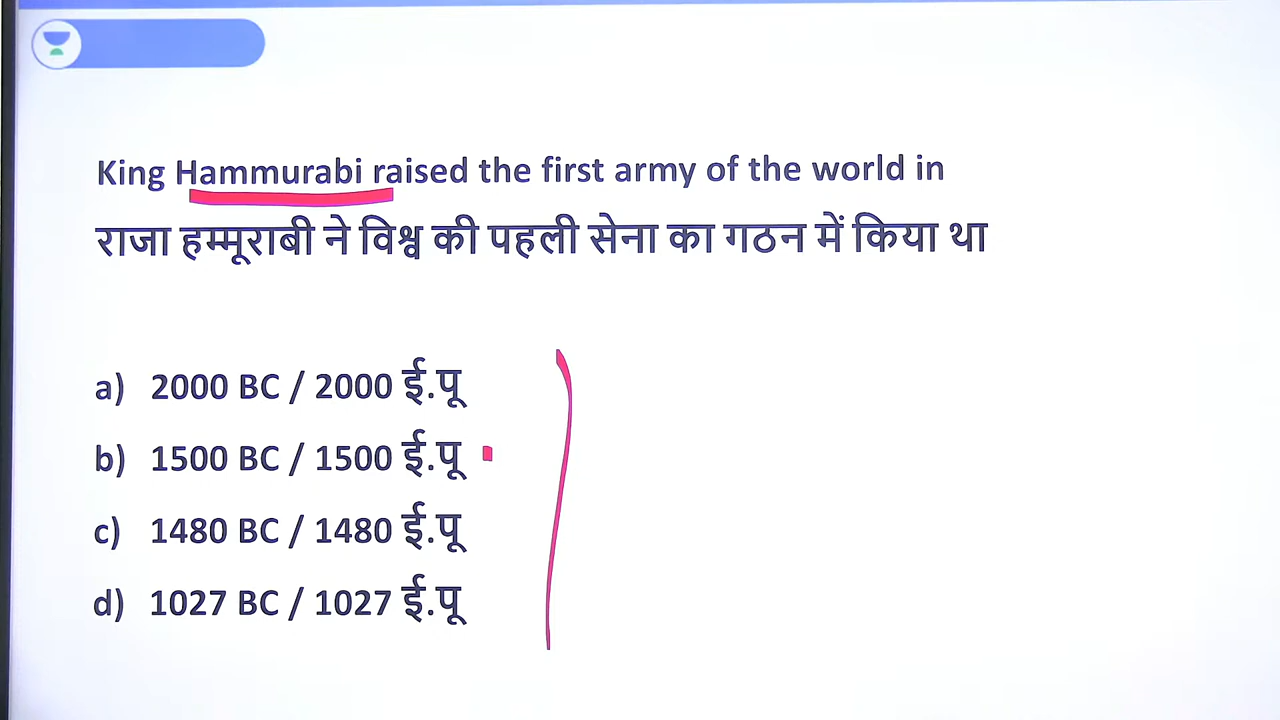 King Hammurabi raised the first army of the world in
राजा हम्मूराबी ने विश्व की पहली सेना का गठन में किया था
a) 2000 BC / 2000 ई.पू
b) 1500 BC / 1500 ई.पू
c) 1480 BC / 1480 ई.पू
d) 1027 BC / 1027 ई.पू